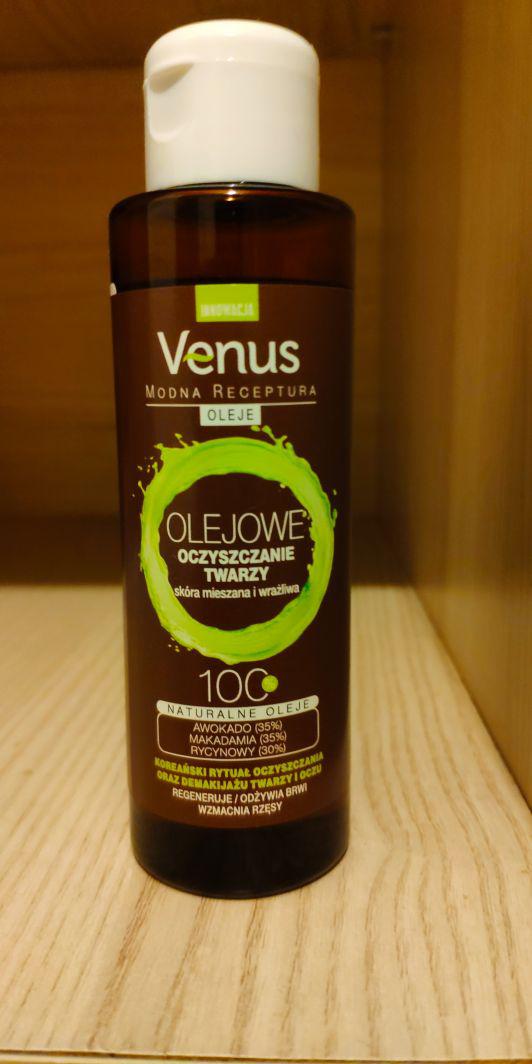 INNOWACJA
Venus
MODNA RECEPTURA
OLEJE
OLEJOWE
OCZYSZCZANIE
TWARZY
skóra mieszana i wrażliwa
100%
NATURALNE OLEJE
AWOKADO (35%)
MAKADAMIA (35%)
RYCYNOWY (30%)
KOREAŃSKI RYTUAŁ OCZYSZCZANIA
ORAZ DEMAKIJAŻU TWARZY I OCZU
REGENERUJE / ODŻYWIA BRWI
WZMACNIA RZĘSY